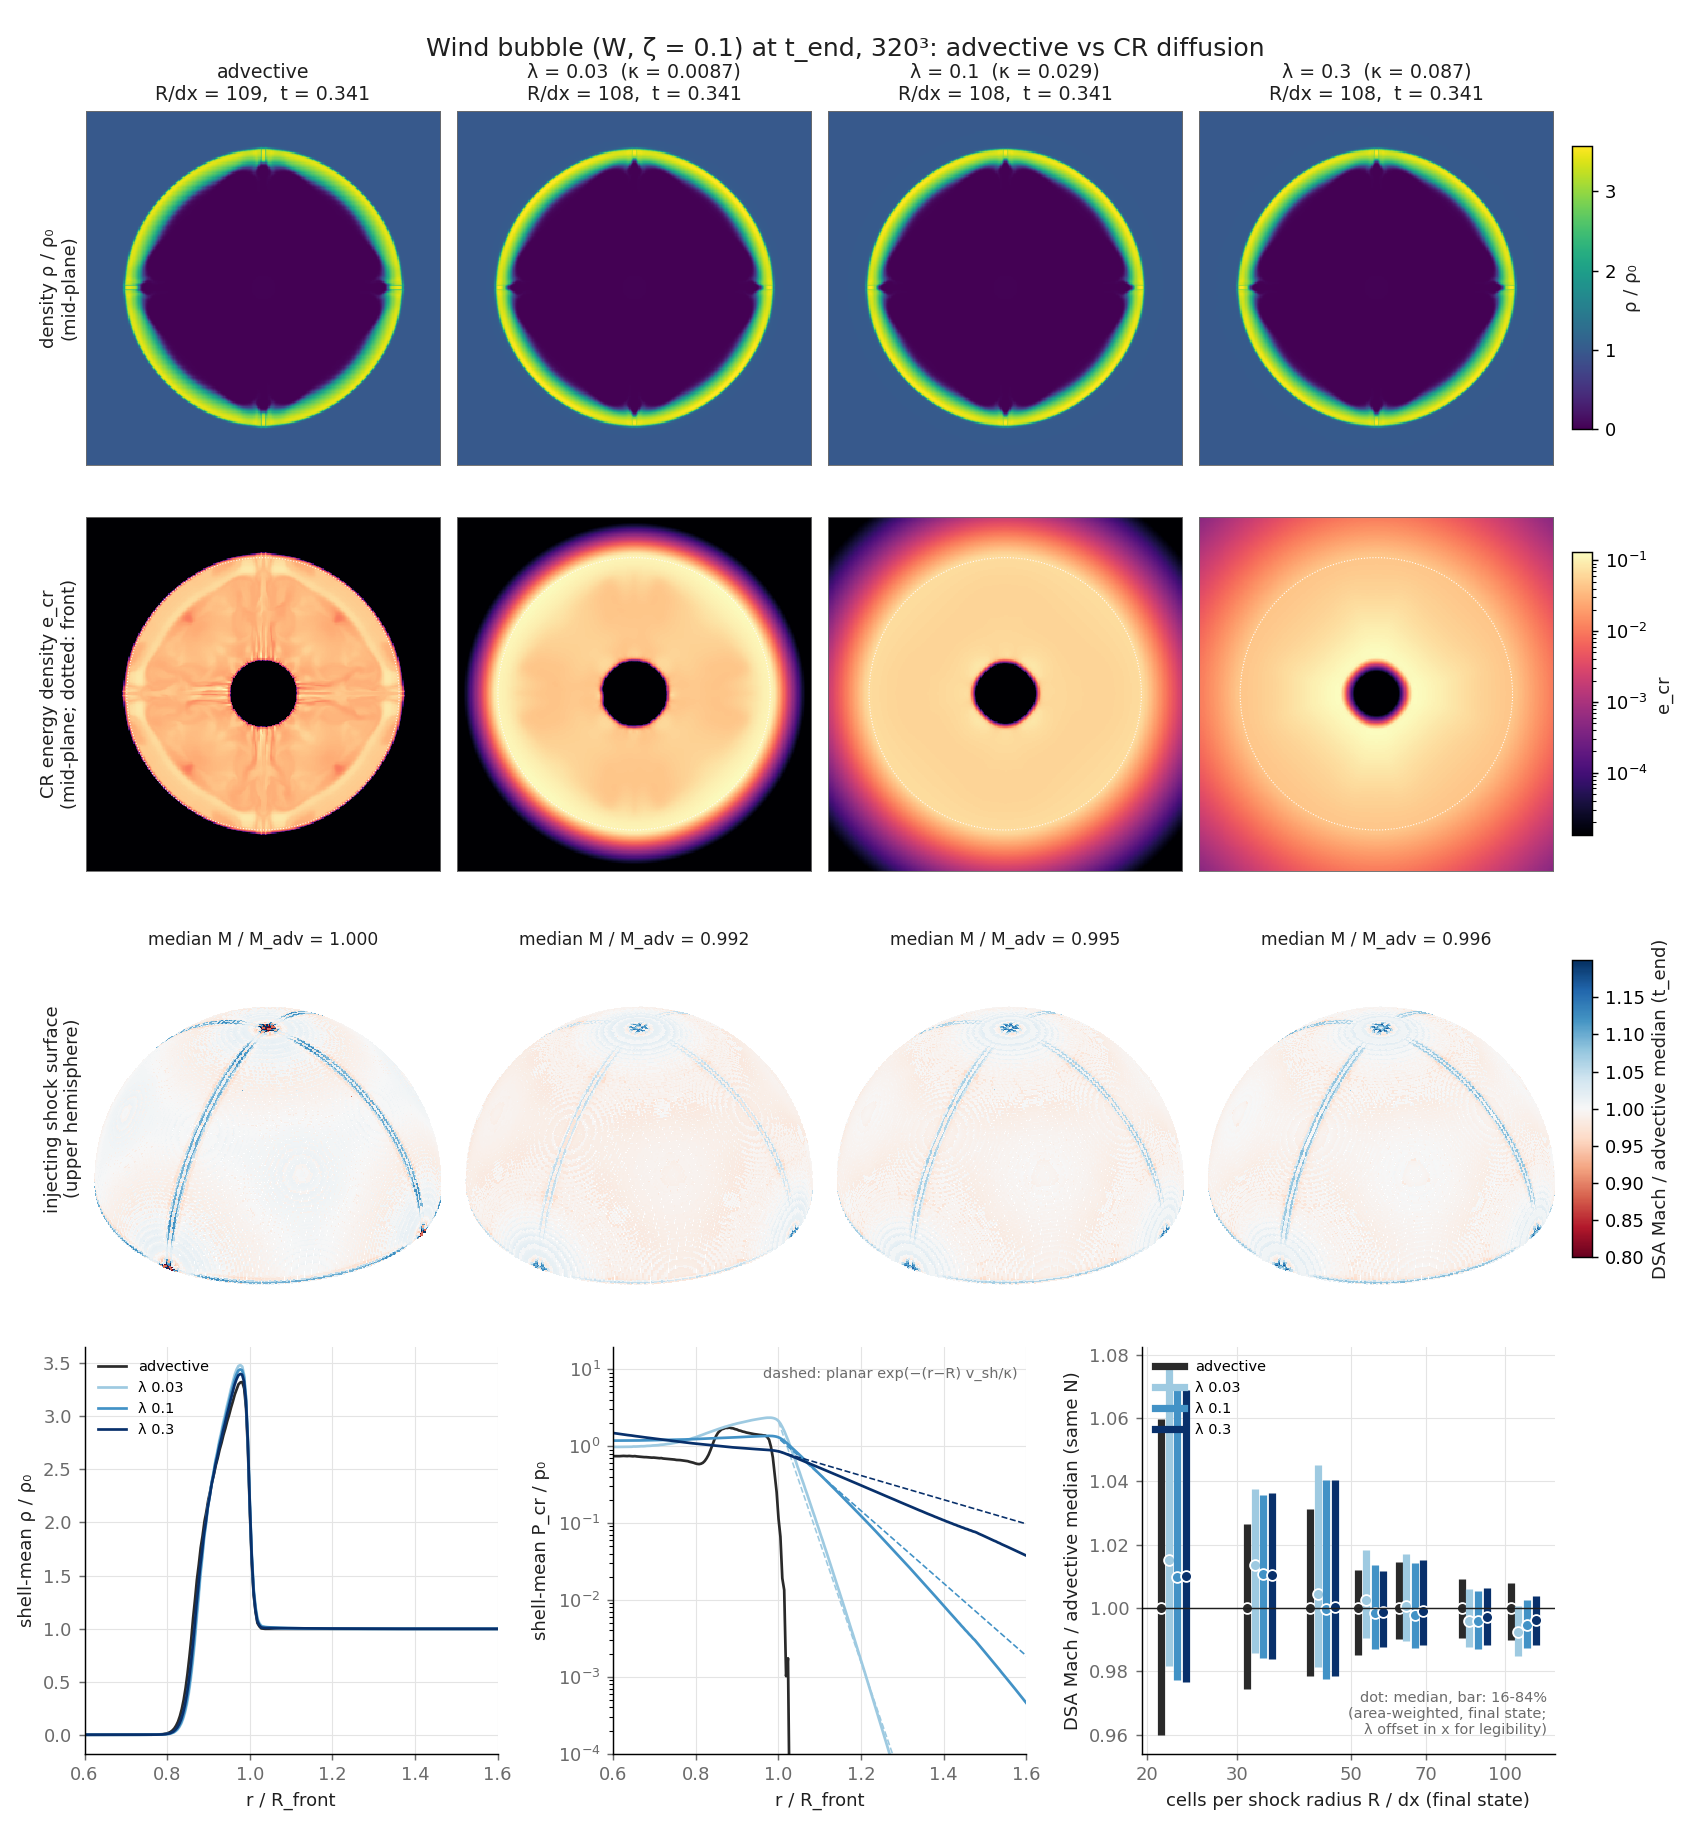 Wind bubble (W, ζ = 0.1) at t_end, 320³: advective vs CR diffusion
advective
R/dx = 109,  t = 0.341
λ = 0.03  (κ = 0.0087)
R/dx = 108,  t = 0.341
λ = 0.1  (κ = 0.029)
R/dx = 108,  t = 0.341
λ = 0.3  (κ = 0.087)
R/dx = 108,  t = 0.341
density ρ / ρ₀
(mid-plane)
3
2
1
0
ρ / ρ₀
CR energy density e_cr
(mid-plane; dotted: front)
10⁻¹
10⁻²
10⁻³
10⁻⁴
e_cr
median M / M_adv = 1.000
median M / M_adv = 0.992
median M / M_adv = 0.995
median M / M_adv = 0.996
injecting shock surface
(upper hemisphere)
1.15
1.10
1.05
1.00
0.95
0.90
0.85
0.80
DSA Mach / advective median (t_end)
shell-mean ρ / ρ₀
3.5
3.0
2.5
2.0
1.5
1.0
0.5
0.0
advective
λ 0.03
λ 0.1
λ 0.3
0.6 0.8 1.0 1.2 1.4 1.6
r / R_front
shell-mean P_cr / p₀
10¹
10⁰
10⁻¹
10⁻²
10⁻³
10⁻⁴
dashed: planar exp(−(r−R) v_sh/κ)
0.6 0.8 1.0 1.2 1.4 1.6
r / R_front
DSA Mach / advective median (same N)
1.08
1.06
1.04
1.02
1.00
0.98
0.96
advective
λ 0.03
λ 0.1
λ 0.3
dot: median, bar: 16-84%
(area-weighted, final state;
λ offset in x for legibility)
20 30 50 70 100
cells per shock radius R / dx (final state)